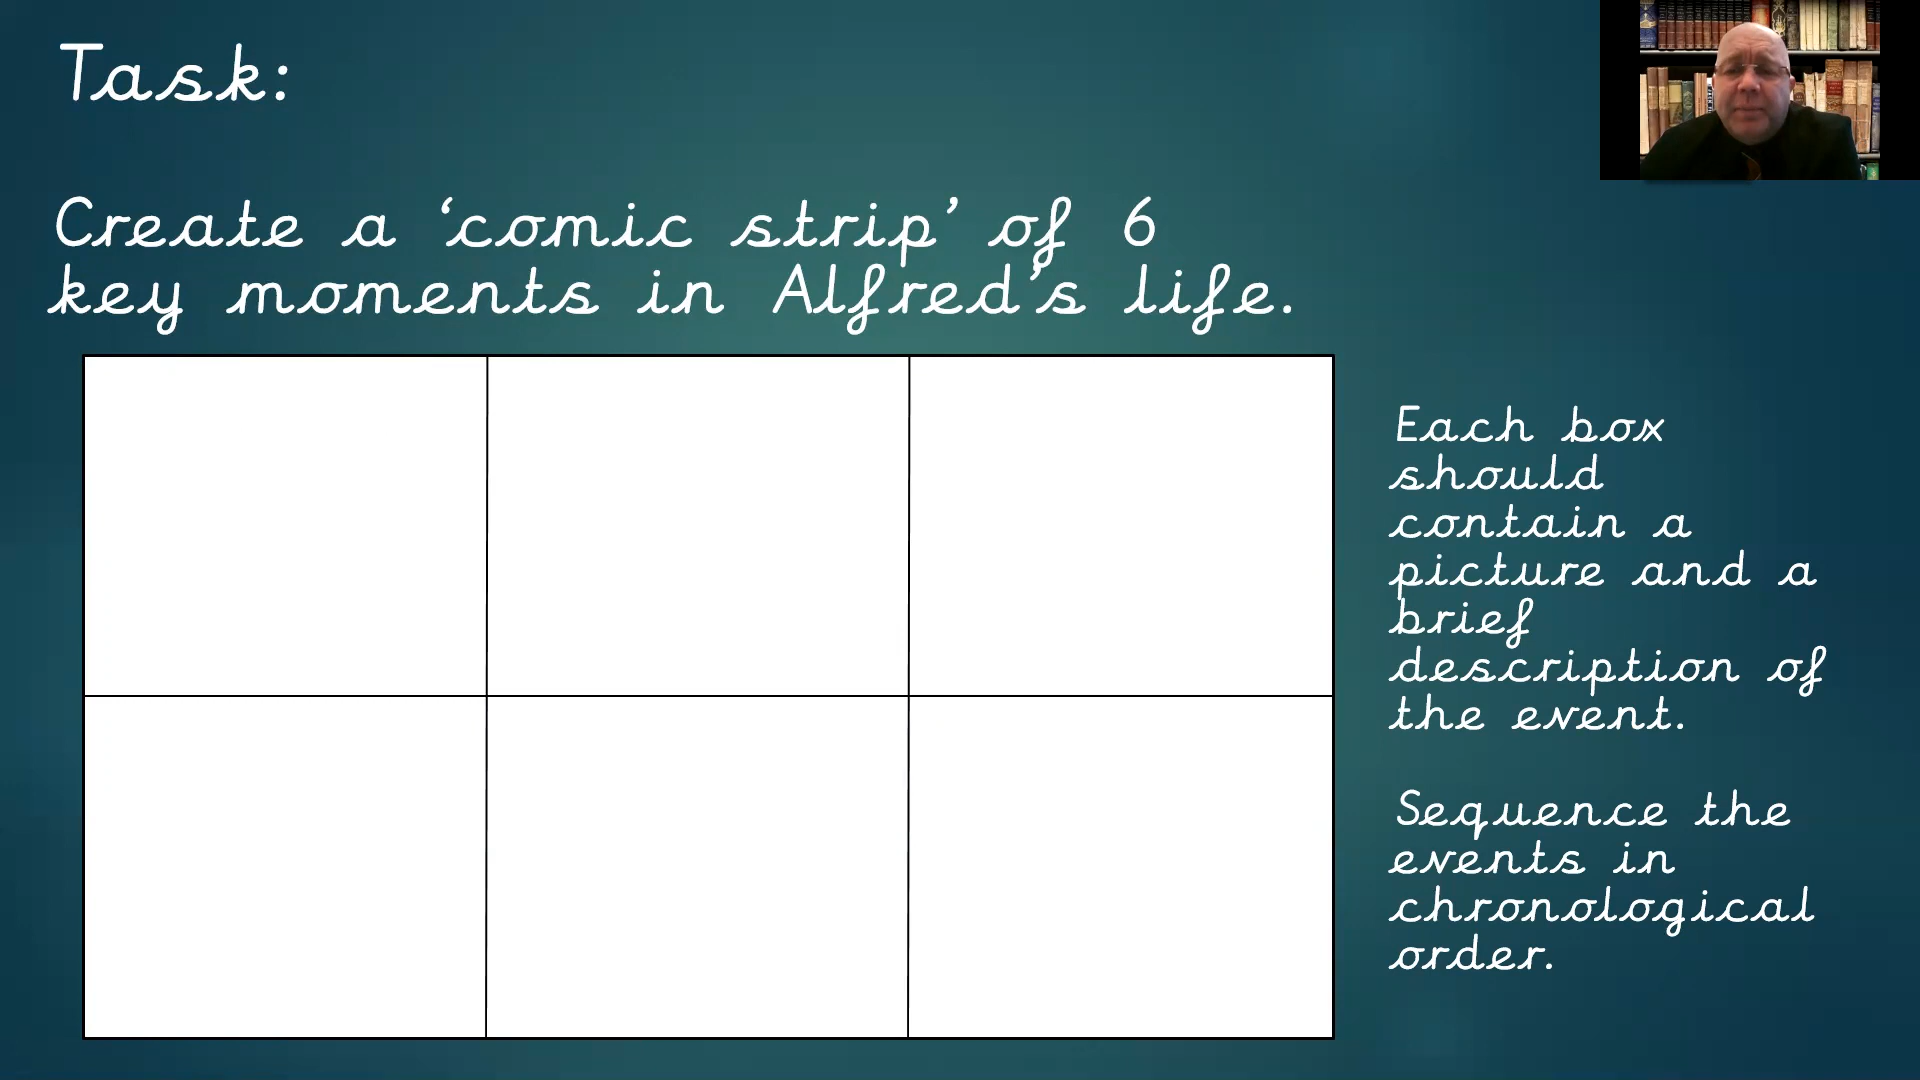 Task:
Create a ‘comic strip’ of 6
key moments in Alfred’s life.
Each box
should
contain a
picture and a
brief
description of
the event.
Sequence the
events in
chronological
order.